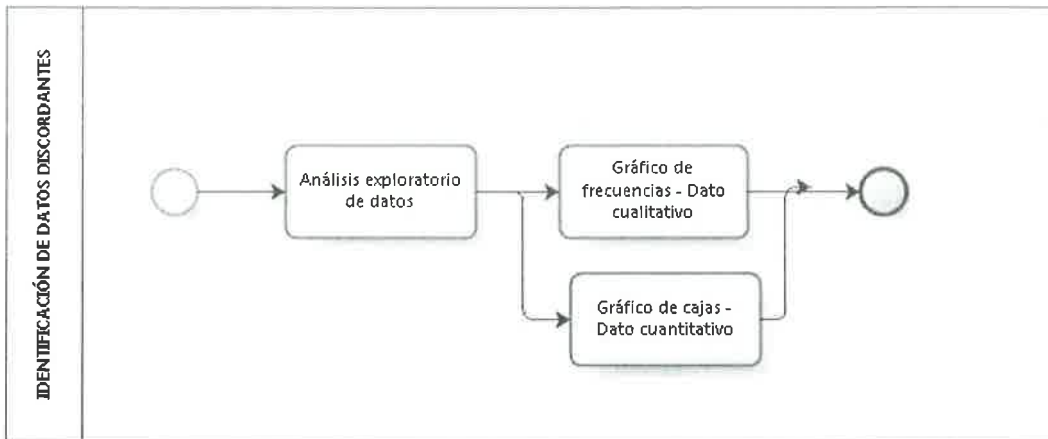 IDENTIFICACIÓN DE DATOS DISCORDANTES
Análisis exploratorio
de datos
Gráfico de
frecuencias - Dato
cualitativo
Gráfico de cajas -
Dato cuantitativo